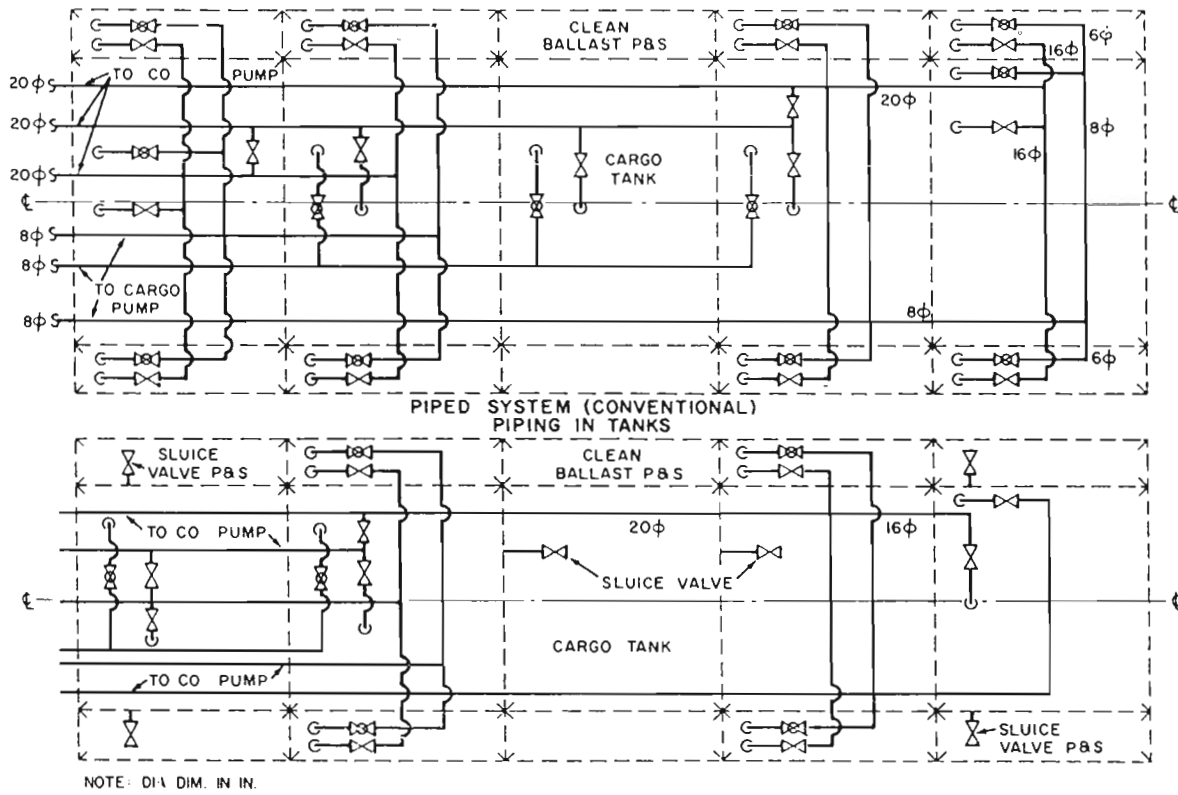 CLEAN
BALLAST P&S
6φ
16φ
TO CO PUMP
20φS
20φ
20φS
8φ
CARGO
TANK
16φ
20φS
℄
℄
8φS
8φS
TO CARGO
PUMP
8φ
8φS
6φ
PIPED SYSTEM (CONVENTIONAL)
PIPING IN TANKS
SLUICE
VALVE P&S
CLEAN
BALLAST P&S
TO CO PUMP
20φ
16φ
SLUICE VALVE
℄
℄
CARGO TANK
TO CO PUMP
SLUICE
VALVE P&S
NOTE: DIA DIM. IN IN.